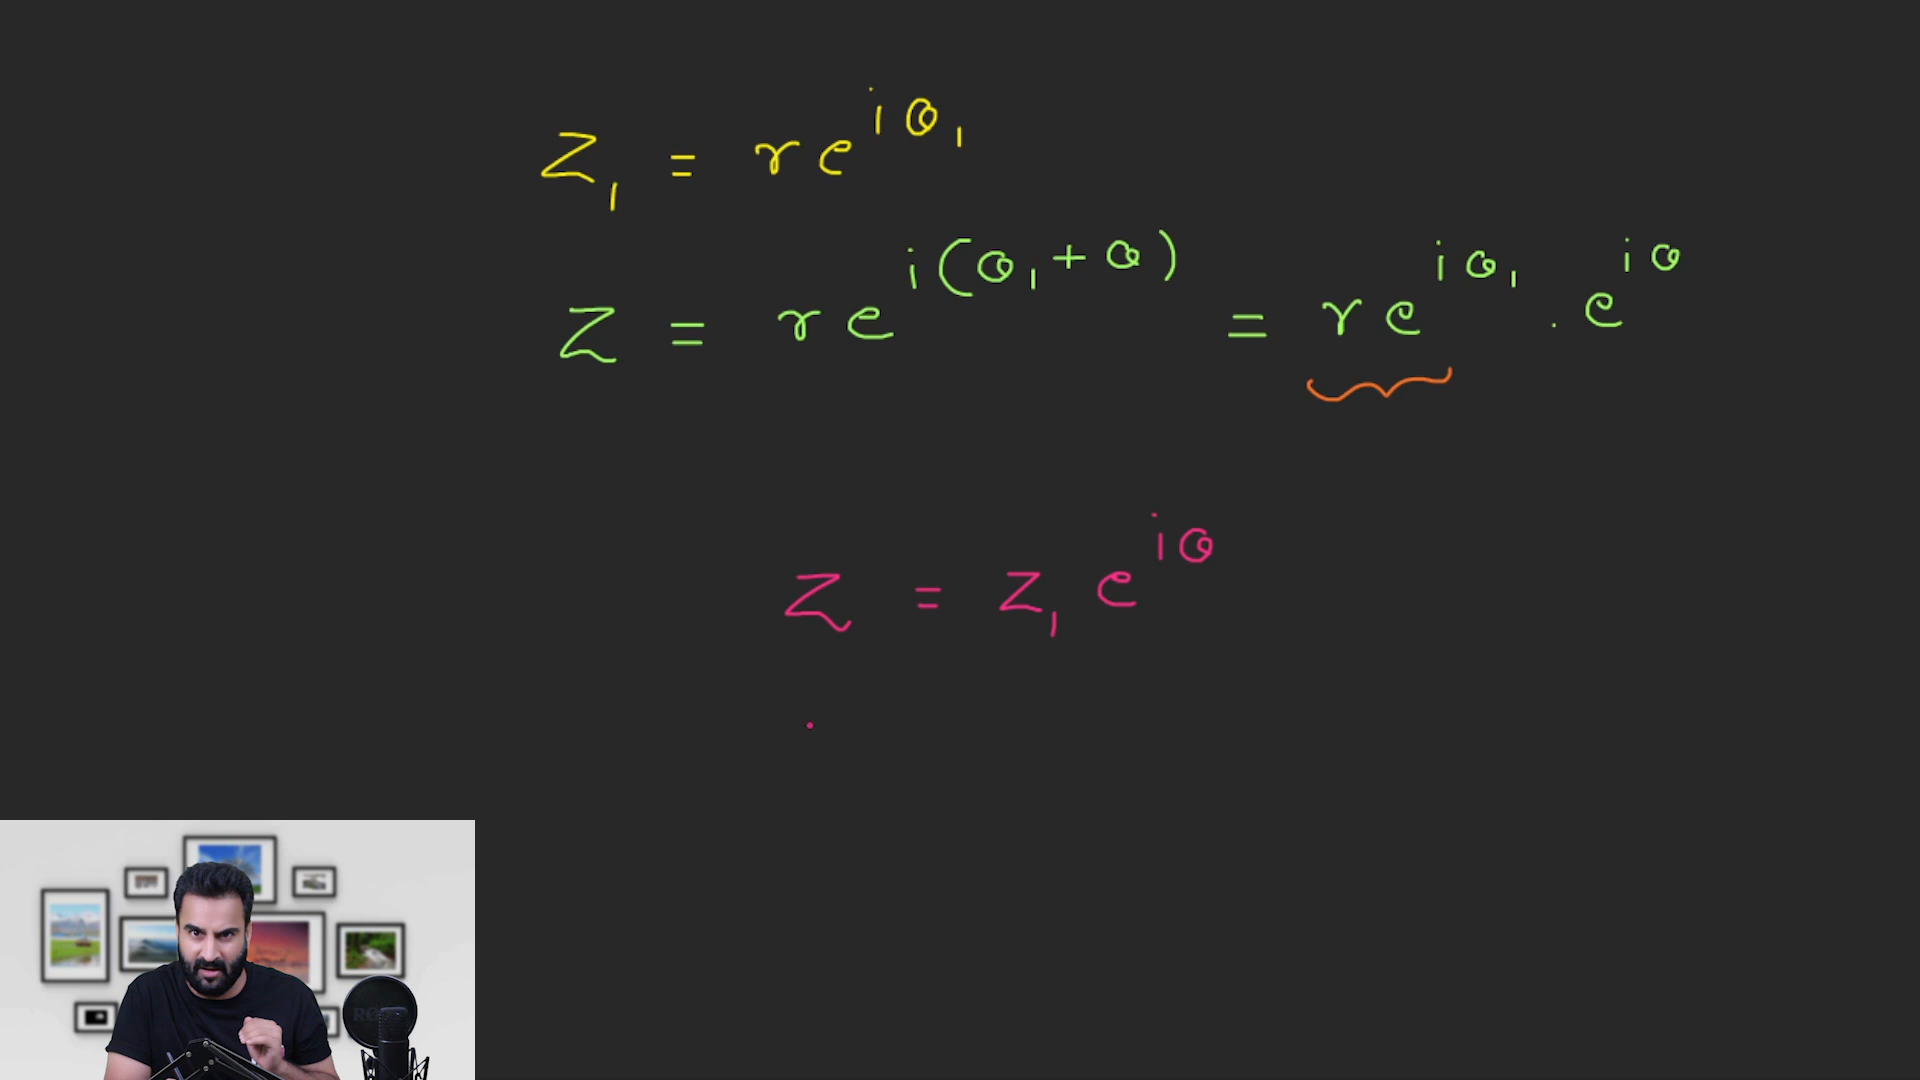 z₁ = re^{iθ₁}
z = re^{i(θ₁+θ)} = re^{iθ₁} . e^{iθ}
z = z₁ e^{iθ}